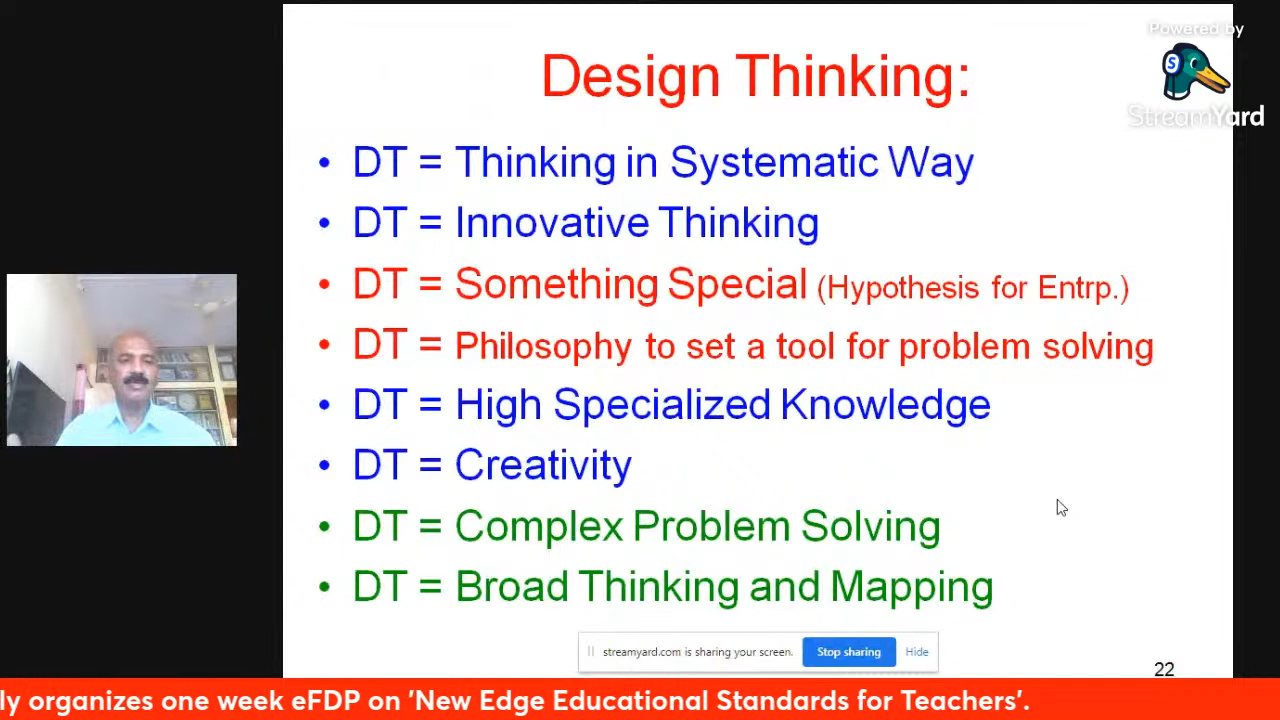 Powered by
S
StreamYard
Design Thinking:
• DT = Thinking in Systematic Way
• DT = Innovative Thinking
• DT = Something Special (Hypothesis for Entrp.)
• DT = Philosophy to set a tool for problem solving
• DT = High Specialized Knowledge
• DT = Creativity
• DT = Complex Problem Solving
• DT = Broad Thinking and Mapping
streamyard.com is sharing your screen. Stop sharing Hide
22
ly organizes one week eFDP on 'New Edge Educational Standards for Teachers'.